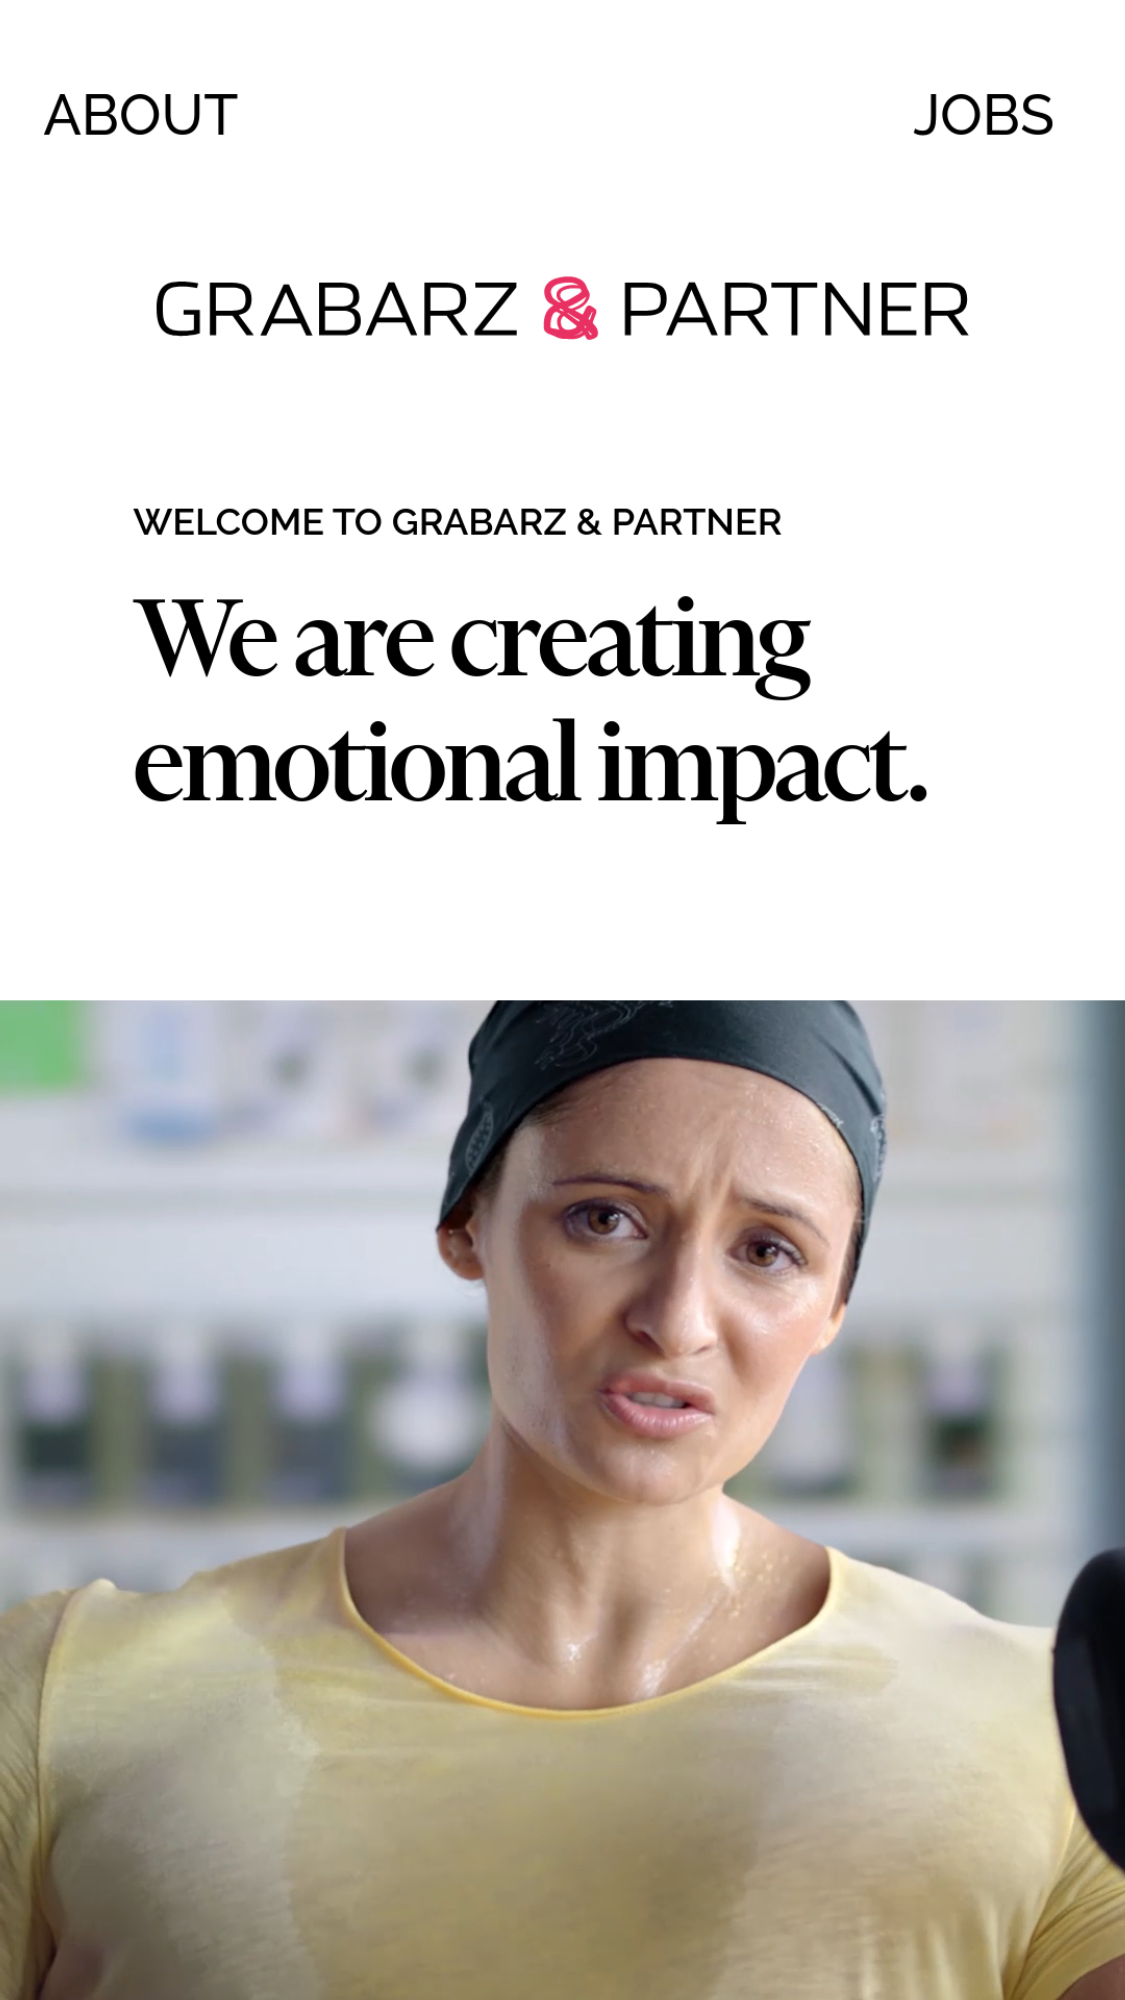 ABOUT
JOBS
GRABARZ & PARTNER
WELCOME TO GRABARZ & PARTNER
We are creating
emotional impact.